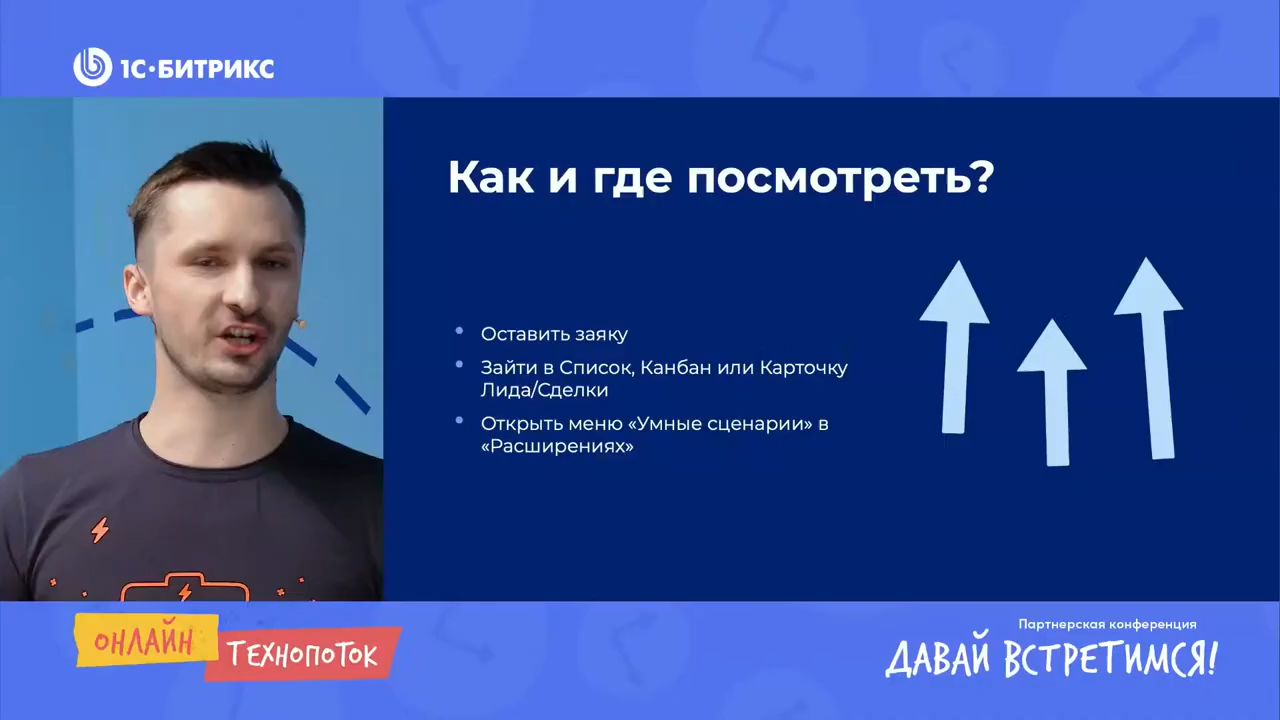 1С•БИТРИКС
Как и где посмотреть?
• Оставить заяку
• Зайти в Список, Канбан или Карточку
Лида/Сделки
• Открыть меню «Умные сценарии» в
«Расширениях»
ОНЛАЙН
ТЕХНОПОТОК
Партнерская конференция
ДАВАЙ ВСТРЕТИМСЯ!